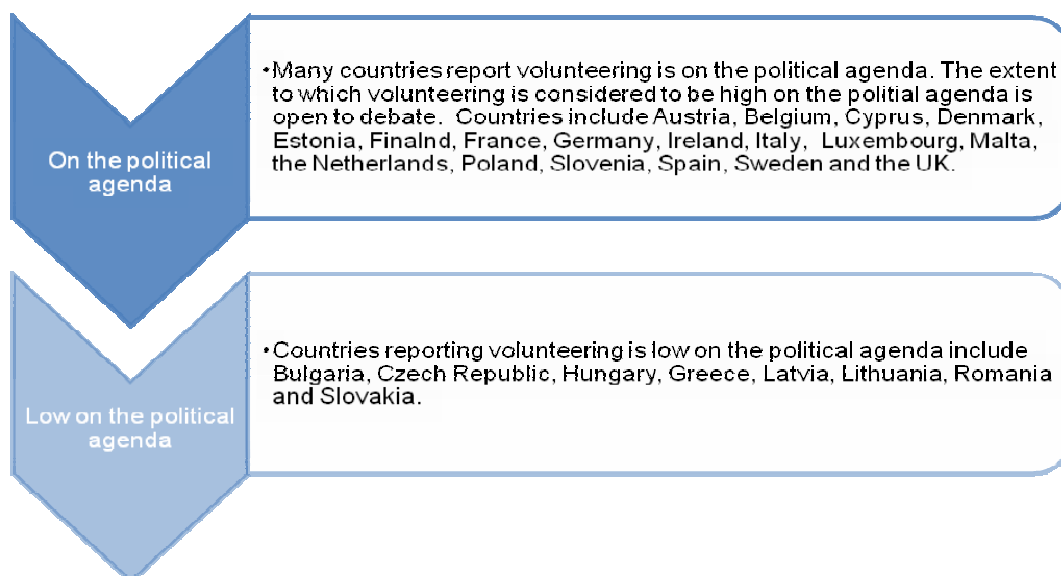 On the political
agenda
•Many countries report volunteering is on the political agenda. The extent
to which volunteering is considered to be high on the politial agenda is
open to debate.  Countries include Austria, Belgium, Cyprus, Denmark,
Estonia, Finalnd, France, Germany, Ireland, Italy,  Luxembourg, Malta,
the Netherlands, Poland, Slovenia, Spain, Sweden and the UK.
Low on the political
agenda
•Countries reporting volunteering is low on the political agenda include
Bulgaria, Czech Republic, Hungary, Greece, Latvia, Lithuania, Romania
and Slovakia.